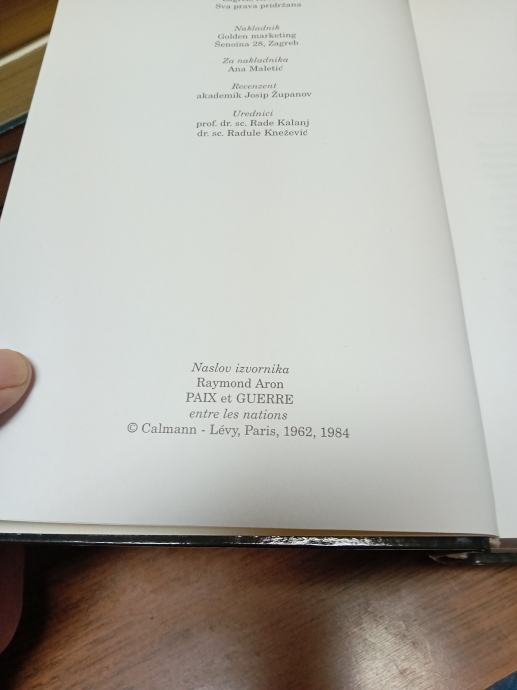 Sva prava pridržana
Nakladnik
Golden marketing
Šenoina 28, Zagreb
Za nakladnika
Ana Maletić
Recenzent
akademik Josip Županov
Urednici
prof. dr. sc. Rade Kalanj
dr. sc. Radule Knežević
Naslov izvornika
Raymond Aron
PAIX et GUERRE
entre les nations
© Calmann - Lévy, Paris, 1962, 1984